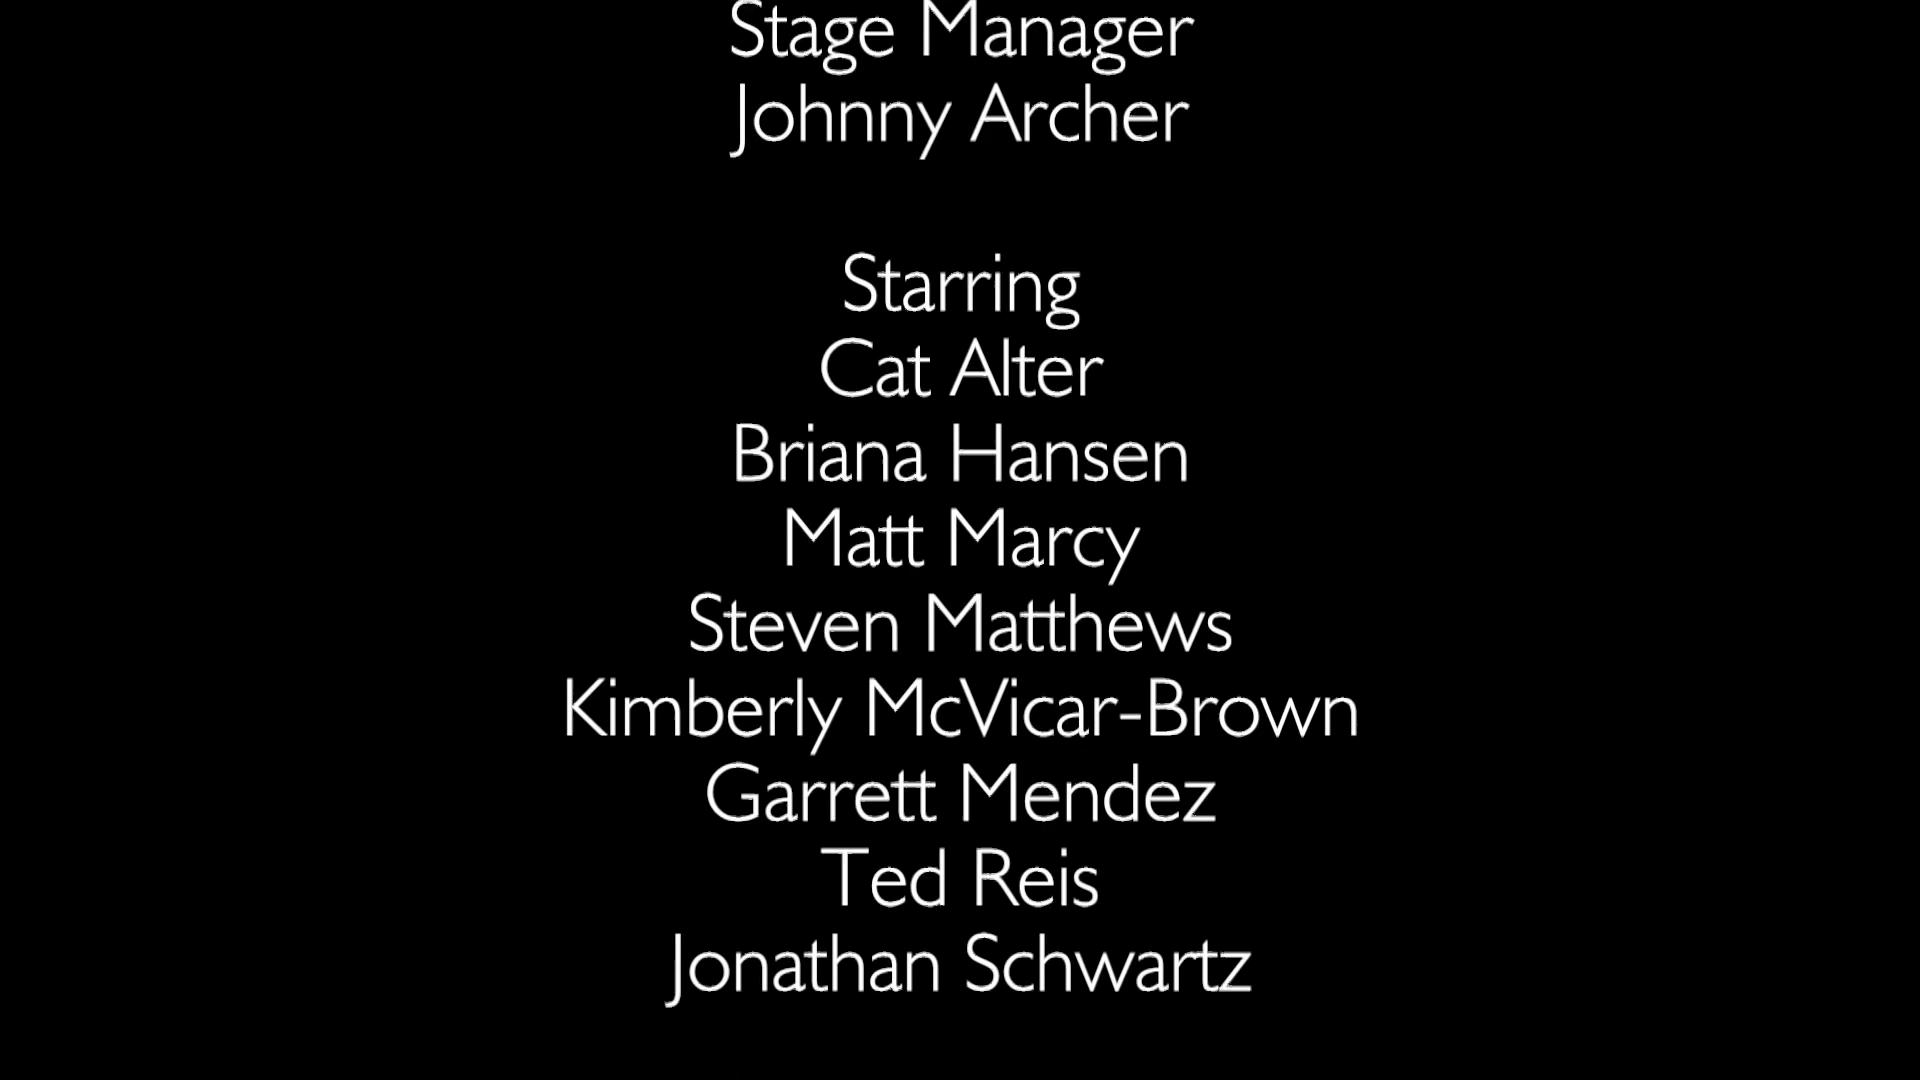 Stage Manager
Johnny Archer
Starring
Cat Alter
Briana Hansen
Matt Marcy
Steven Matthews
Kimberly McVicar-Brown
Garrett Mendez
Ted Reis
Jonathan Schwartz